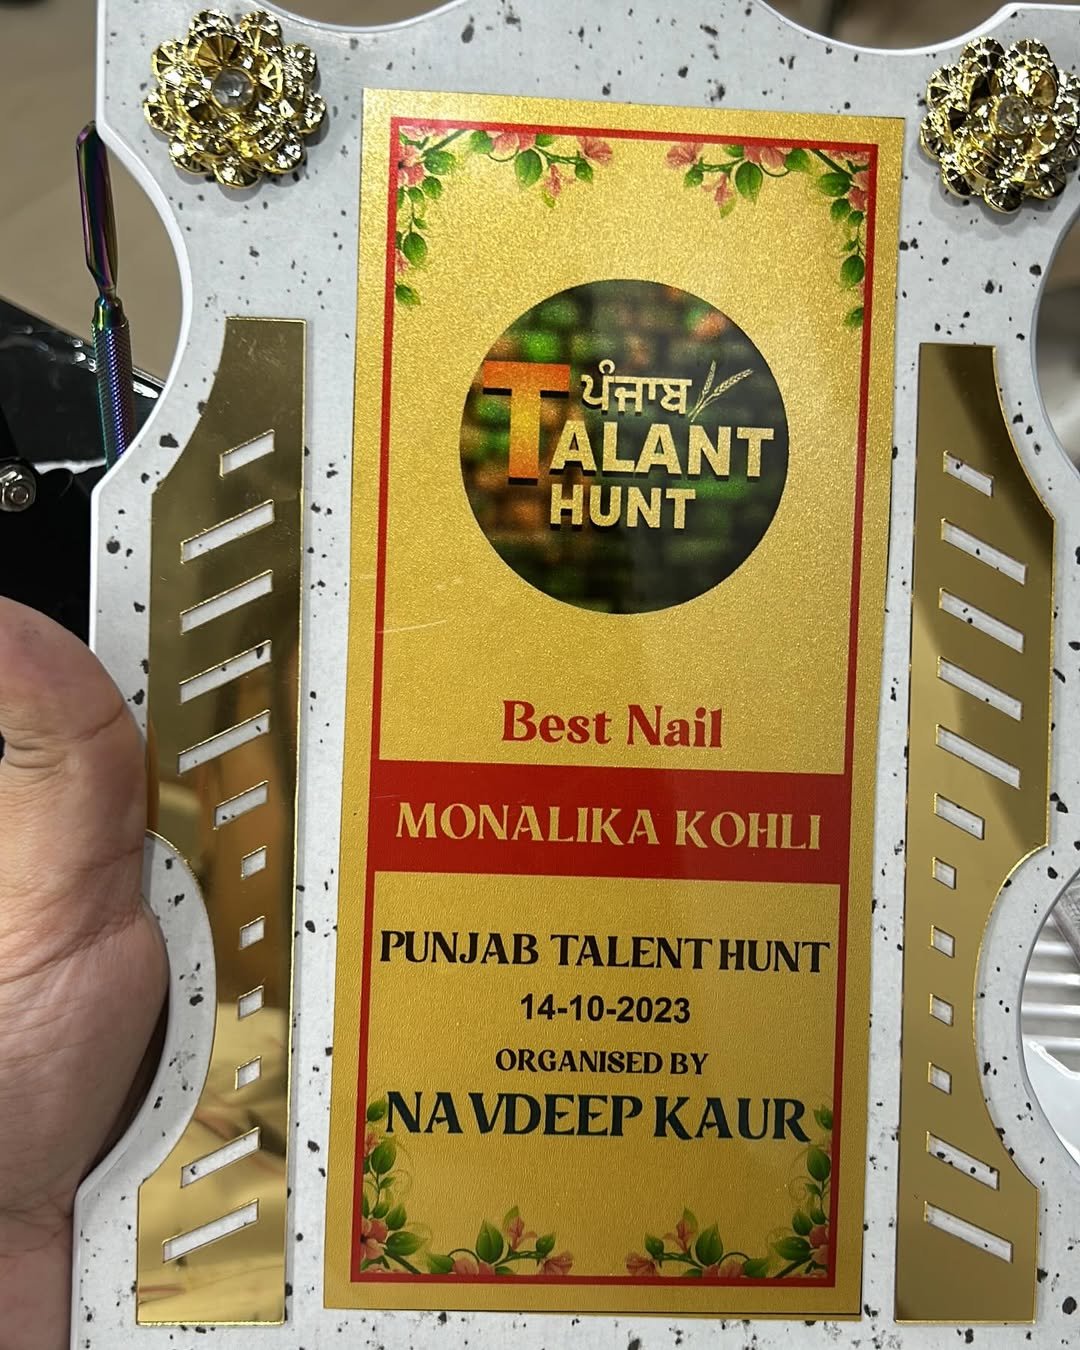 ਪੰਜਾਬ
TALANT
HUNT
Best Nail
MONALIKA KOHLI
PUNJAB TALENT HUNT
14-10-2023
ORGANISED BY
NAVDEEP KAUR